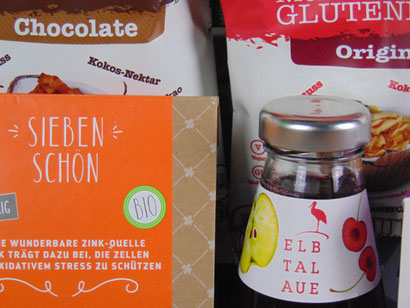 Chocolate
Kokos-Nektar
GLUTEN
Origin
SIEBEN
SCHÖN
BIO
E WUNDERBARE ZINK-QUELLE
K TRÄGT DAZU BEI, DIE ZELLEN
OXIDATIVEM STRESS ZU SCHÜTZEN
ELB
TAL
AUE